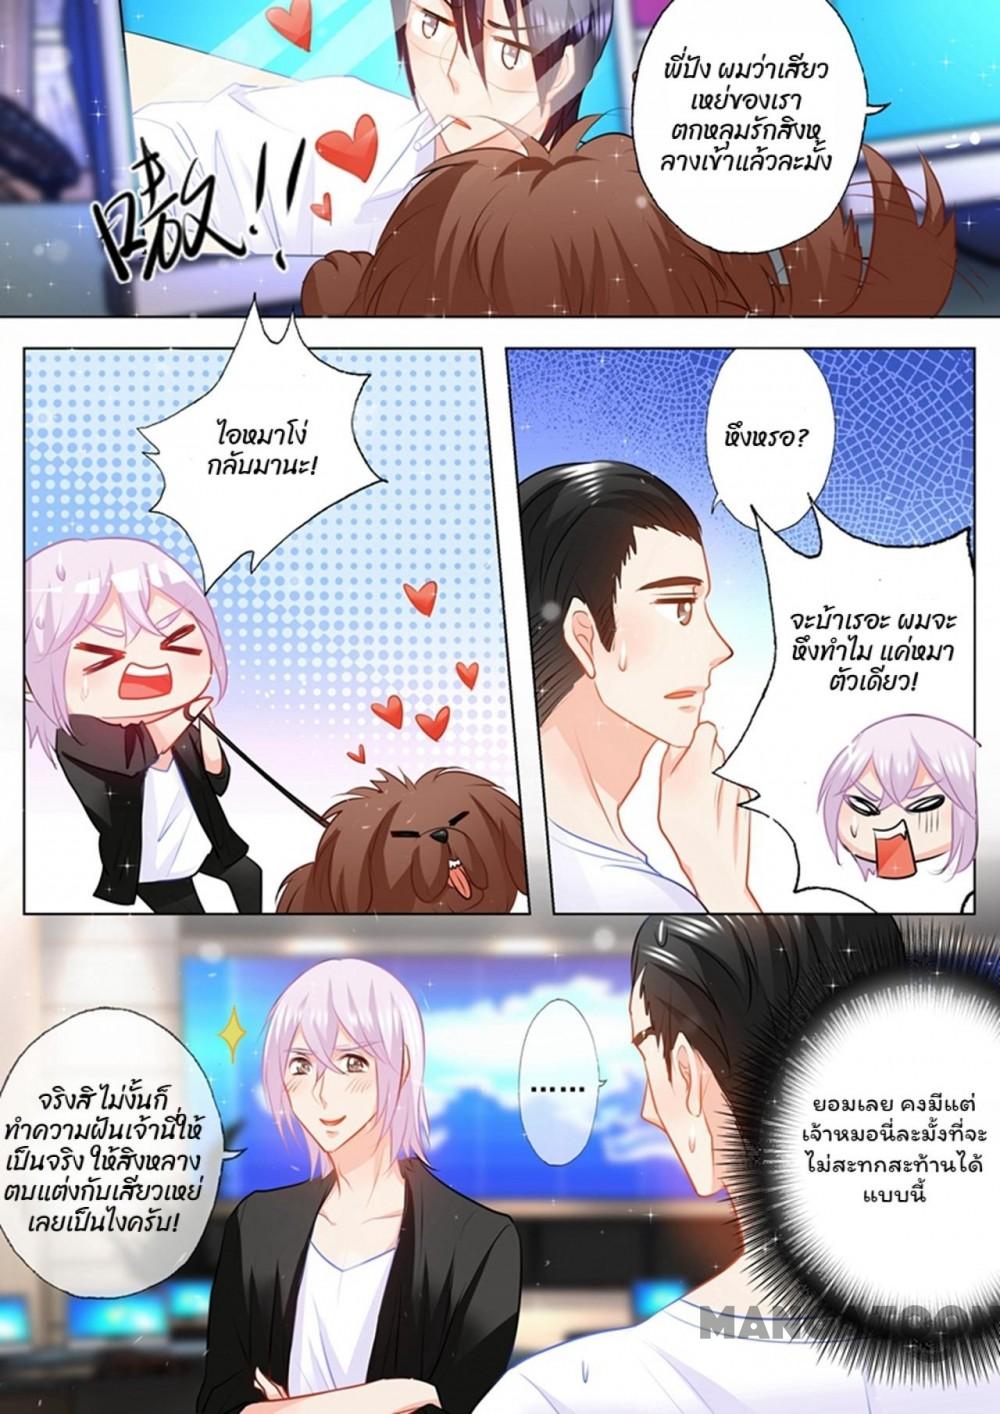 พี่ปัง ผมว่าเสียว
เหย่ของเรา
ตกหลุมรักสิงห
ลางเข้าแล้วละมั้ง
嗷!!
ไอหมาโง่
กลับมานะ!
หึงหรอ?
จะบ้าเรอะ ผมจะ
หึงทำไม แค่หมา
ตัวเดียว!
จริงสิ ไม่งั้นก็
ทำความฝันเจ้านี่ให้
เป็นจริง ให้สิงหลาง
ตบแต่งกับเสียวเหย่
เลยเป็นไงครับ!
……
ยอมเลย คงมีแต่
เจ้าหมอนี่ละมั้งที่จะ
ไม่สะทกสะท้านได้
แบบนี้
MANGATOON